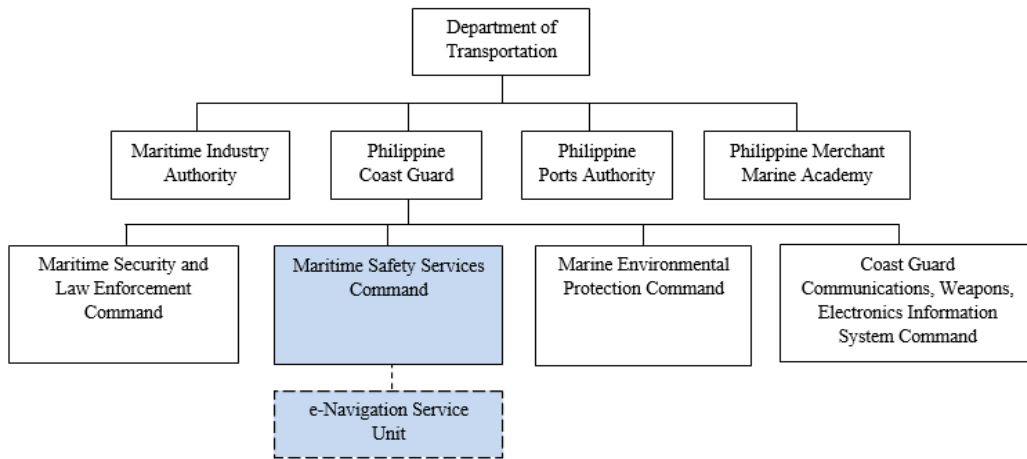 Department of
Transportation
Maritime Industry
Authority
Philippine
Coast Guard
Philippine
Ports Authority
Philippine Merchant
Marine Academy
Maritime Security and
Law Enforcement
Command
Maritime Safety Services
Command
Marine Environmental
Protection Command
Coast Guard
Communications, Weapons,
Electronics Information
System Command
e-Navigation Service
Unit